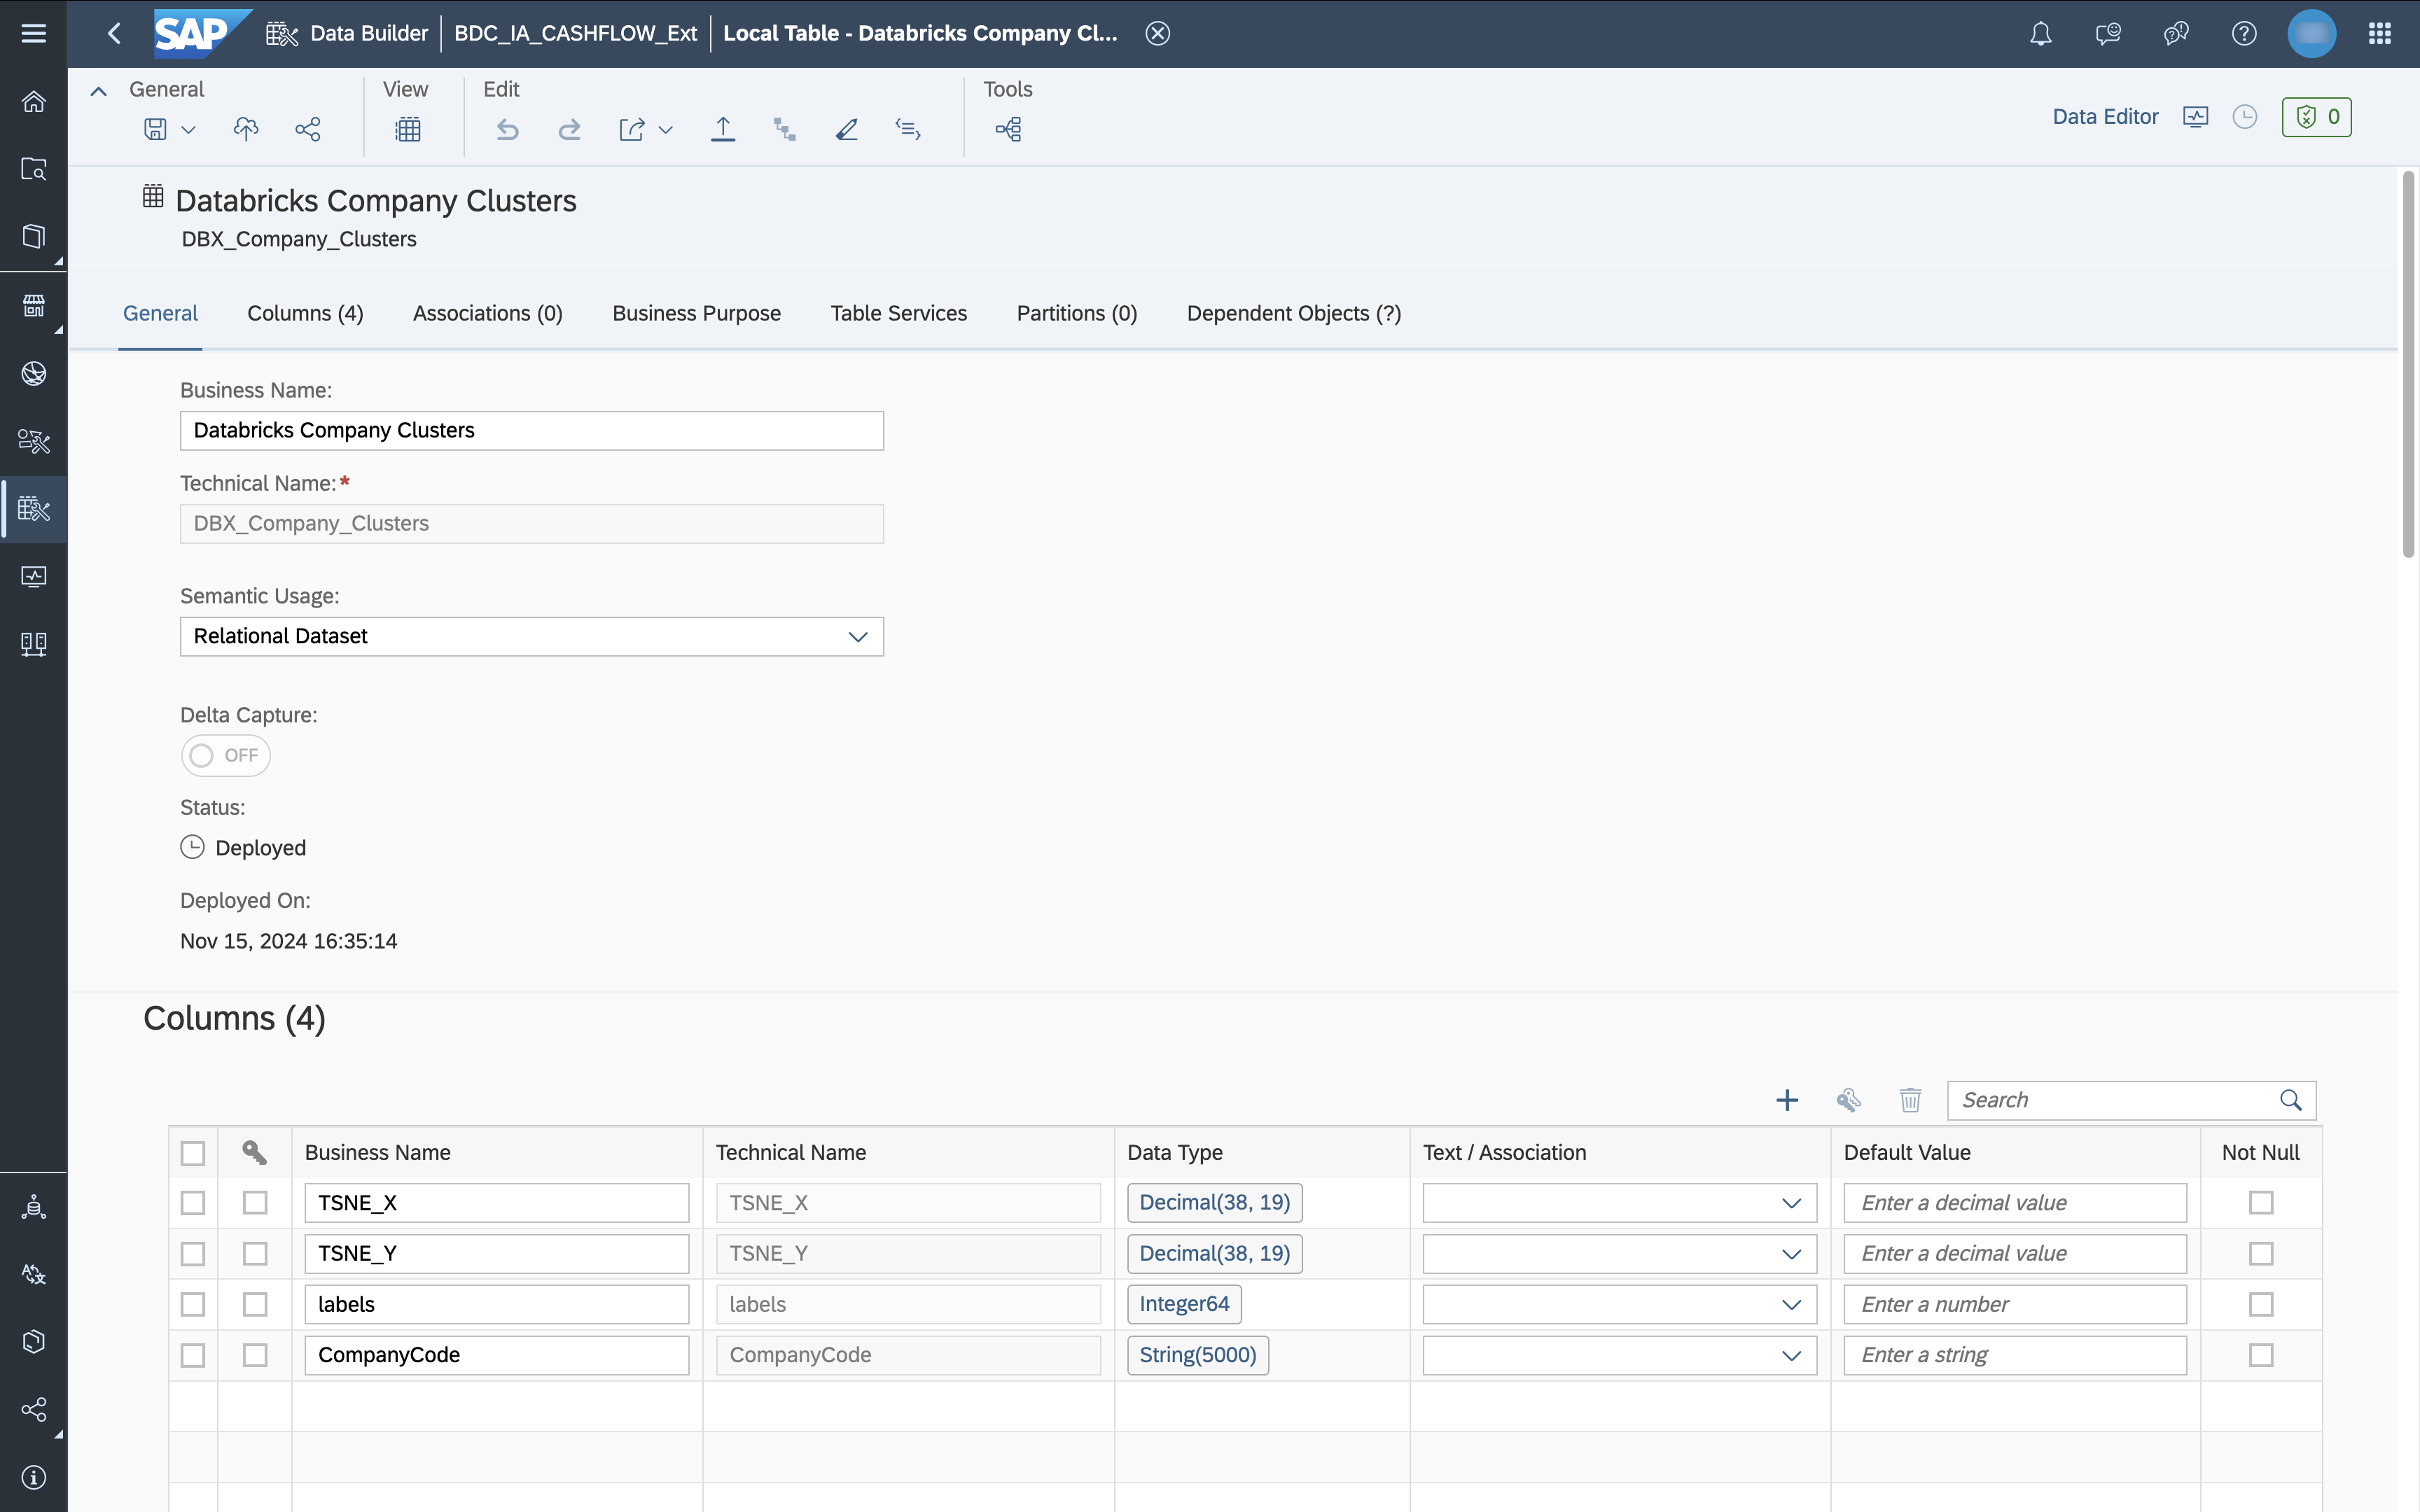 SAP Data Builder BDC_IA_CASHFLOW_Ext Local Table - Databricks Company Cl...
General View Edit Tools
Data Editor 0
Databricks Company Clusters
DBX_Company_Clusters
General Columns (4) Associations (0) Business Purpose Table Services Partitions (0) Dependent Objects (?)
Business Name:
Databricks Company Clusters
Technical Name:*
DBX_Company_Clusters
Semantic Usage:
Relational Dataset
Delta Capture:
OFF
Status:
Deployed
Deployed On:
Nov 15, 2024 16:35:14
Columns (4)
Search
Business Name Technical Name Data Type Text / Association Default Value Not Null
TSNE_X TSNE_X Decimal(38, 19) Enter a decimal value
TSNE_Y TSNE_Y Decimal(38, 19) Enter a decimal value
labels labels Integer64 Enter a number
CompanyCode CompanyCode String(5000) Enter a string